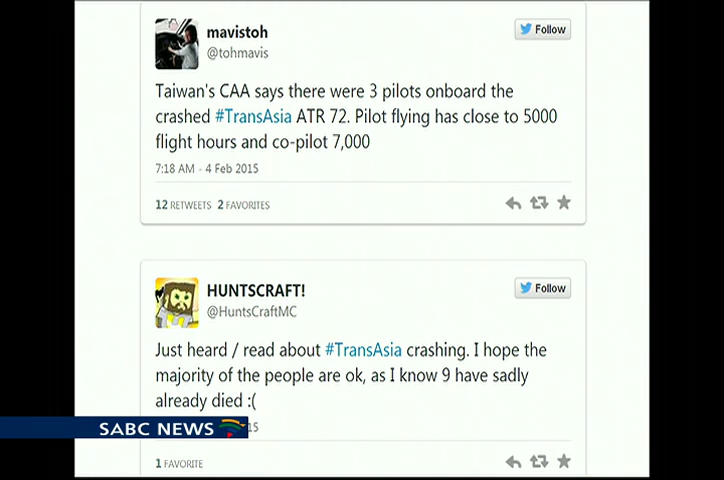 mavistoh
Follow
@tohmavis
Taiwan's CAA says there were 3 pilots onboard the
crashed #TransAsia ATR 72. Pilot flying has close to 5000
flight hours and co-pilot 7,000
7:18 AM - 4 Feb 2015
12 RETWEETS 2 FAVORITES
HUNTSCRAFT!
Follow
@HuntsCraftMC
Just heard / read about #TransAsia crashing. I hope the
majority of the people are ok, as I know 9 have sadly
already died :(
SABC NEWS
15
1 FAVORITE